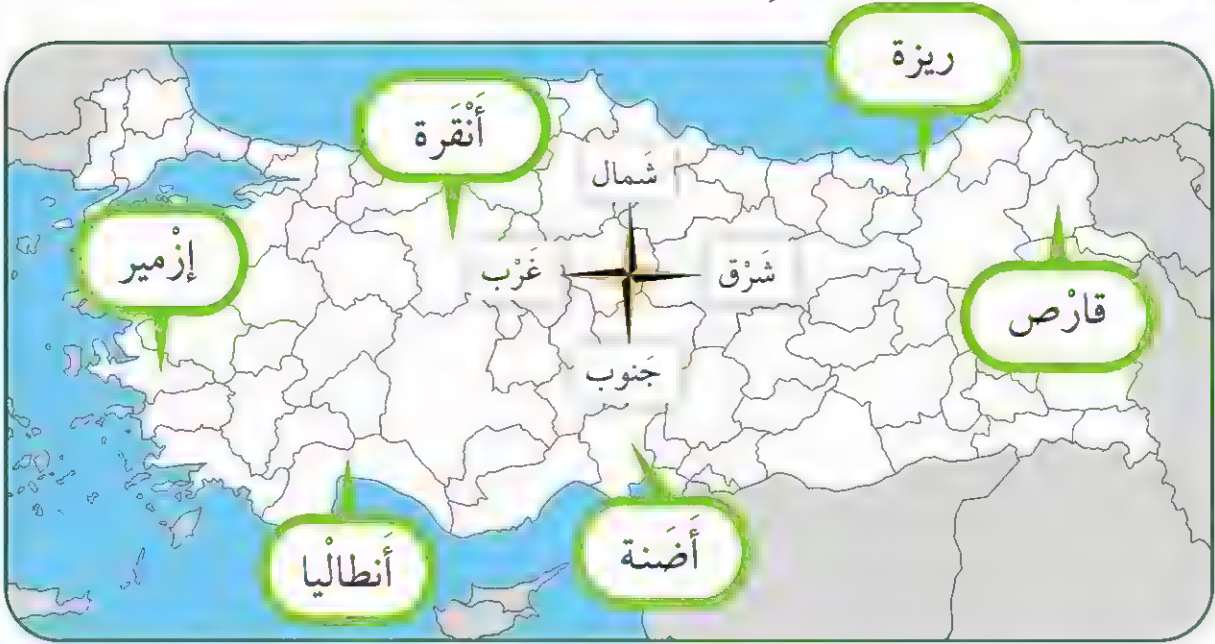 ريزة
أَنْقَرة
شَمال
إزْمير
غَرْب
شَرْق
قارْص
جَنوب
أَنطالْيا
أَضَنة